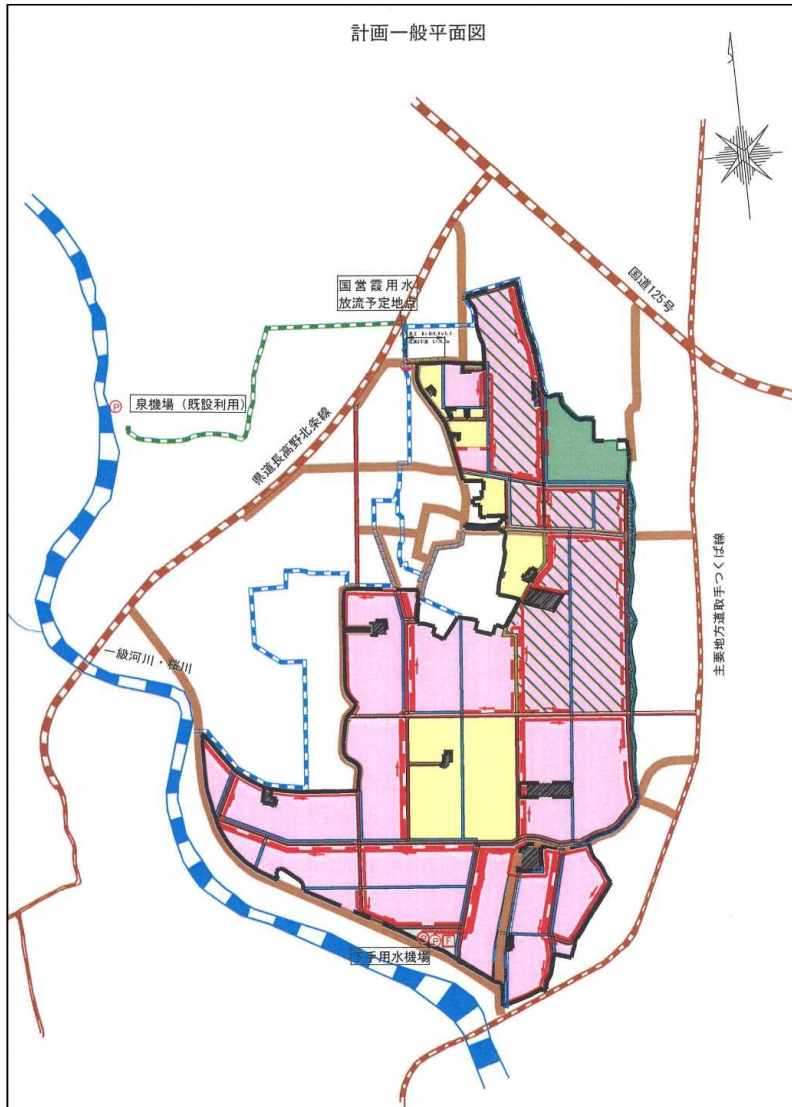 計画一般平面図
国道125号
国営霞用水
放流予定地点
泉機場（既設利用）
県道長高野北条線
主要地方道取手つくば線
一級河川・桜川
P
P
F
下手用水機場